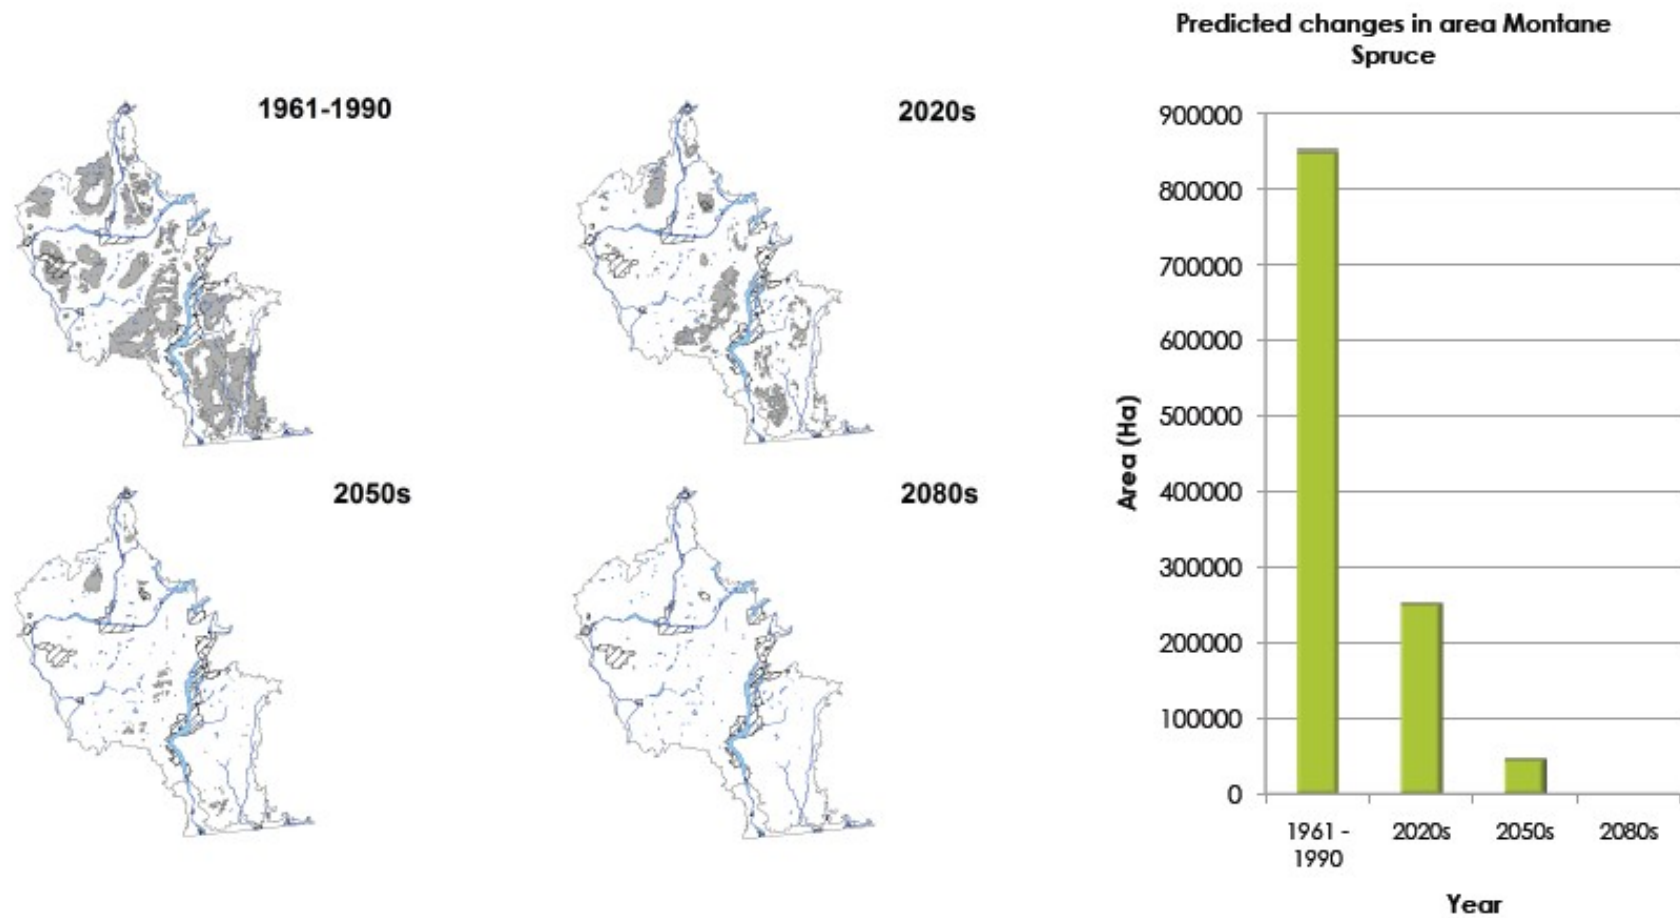 1961-1990
2020s
2050s
2080s
Predicted changes in area Montane
Spruce
900000
800000
700000
600000
500000
400000
300000
200000
100000
0
Area (Ha)
1961 -
1990
2020s
2050s
2080s
Year